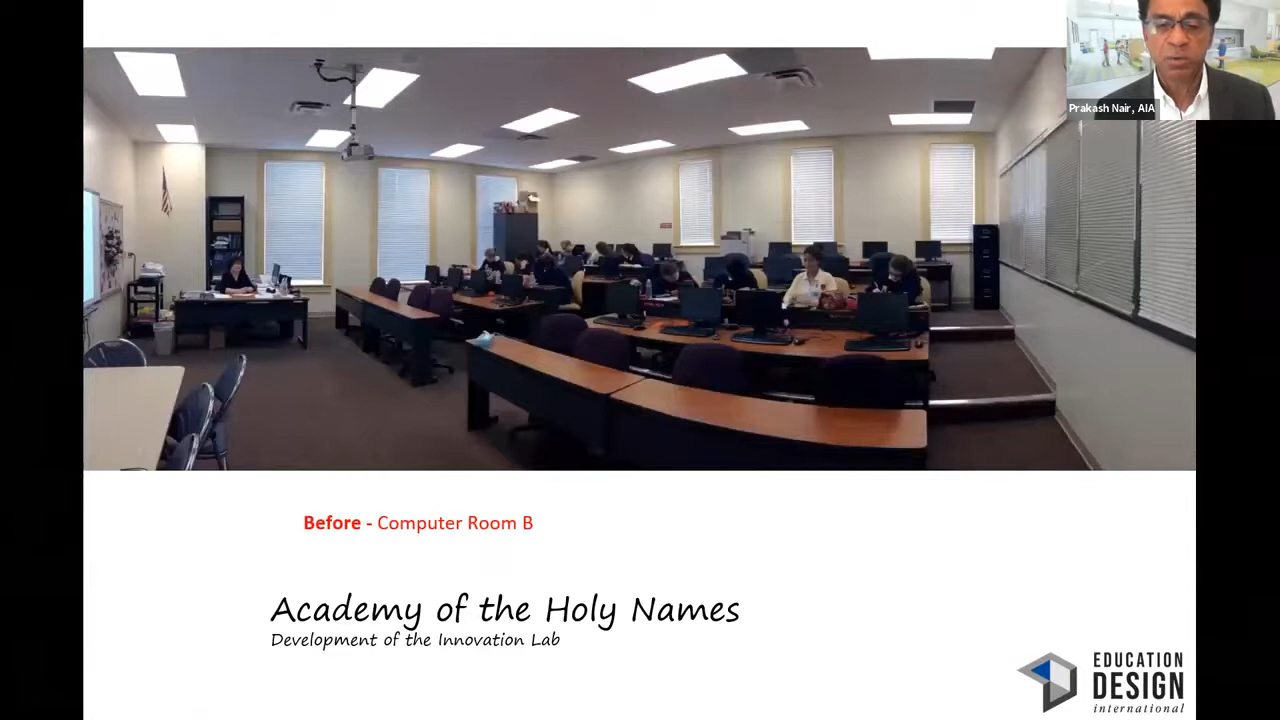 Prakash Nair, AIA
Before - Computer Room B
Academy of the Holy Names
Development of the Innovation Lab
EDUCATION
DESIGN
international